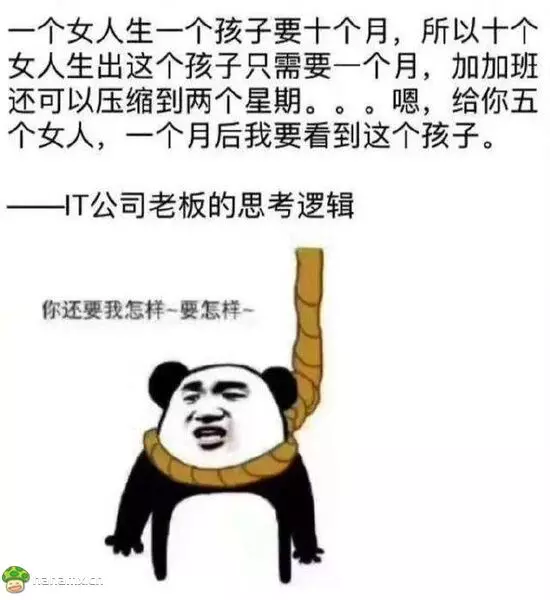 一个女人生一个孩子要十个月，所以十个
女人生出这个孩子只需要一个月，加加班
还可以压缩到两个星期。。。嗯，给你五
个女人，一个月后我要看到这个孩子。
——IT公司老板的思考逻辑
你还要我怎样~要怎样~
nanamx.cn